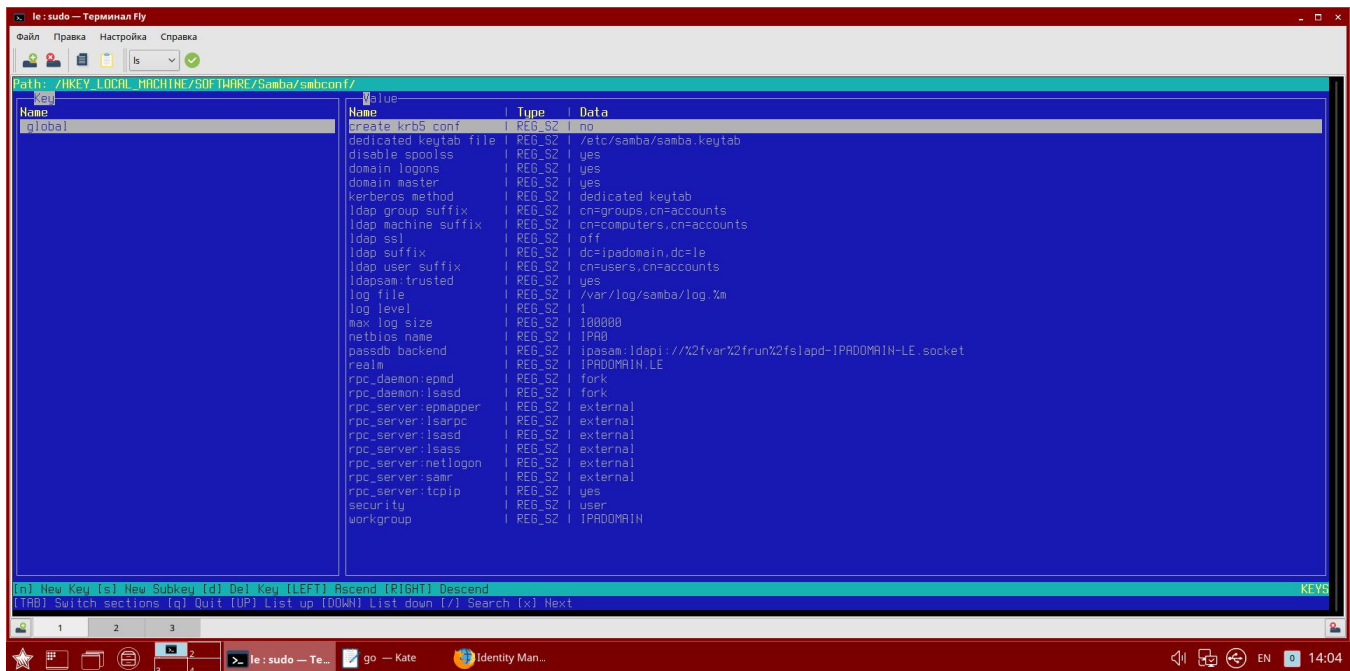 le : sudo — Терминал Fly
Файл Правка Настройка Справка
ls
Path: /HKEY_LOCAL_MACHINE/SOFTWARE/Samba/smbconf/
Key
Value
Name
Name | Type | Data
global
create krb5 conf | REG_SZ | no
dedicated keytab file | REG_SZ | /etc/samba/samba.keytab
disable spoolss | REG_SZ | yes
domain logons | REG_SZ | yes
domain master | REG_SZ | yes
kerberos method | REG_SZ | dedicated keytab
ldap group suffix | REG_SZ | cn=groups,cn=accounts
ldap machine suffix | REG_SZ | cn=computers,cn=accounts
ldap ssl | REG_SZ | off
ldap suffix | REG_SZ | dc=ipadomain,dc=le
ldap user suffix | REG_SZ | cn=users,cn=accounts
ldapsam:trusted | REG_SZ | yes
log file | REG_SZ | /var/log/samba/log.%m
log level | REG_SZ | 1
max log size | REG_SZ | 100000
netbios name | REG_SZ | IPA0
passdb backend | REG_SZ | ipasam:ldapi://%2fvar%2frun%2fslapd-IPADOMAIN-LE.socket
realm | REG_SZ | IPADOMAIN.LE
rpc_daemon:epmd | REG_SZ | fork
rpc_daemon:lsasd | REG_SZ | fork
rpc_server:epmapper | REG_SZ | external
rpc_server:lsarpc | REG_SZ | external
rpc_server:lsasd | REG_SZ | external
rpc_server:lsass | REG_SZ | external
rpc_server:netlogon | REG_SZ | external
rpc_server:samr | REG_SZ | external
rpc_server:tcpip | REG_SZ | yes
security | REG_SZ | user
workgroup | REG_SZ | IPADOMAIN
[n] New Key [s] New Subkey [d] Del Key [LEFT] Ascend [RIGHT] Descend KEYS
[TAB] Switch sections [q] Quit [UP] List up [DOWN] List down [/] Search [x] Next
1 2 3
2
3 4
le : sudo — Те...
go — Kate
Identity Man...
EN 0 14:04